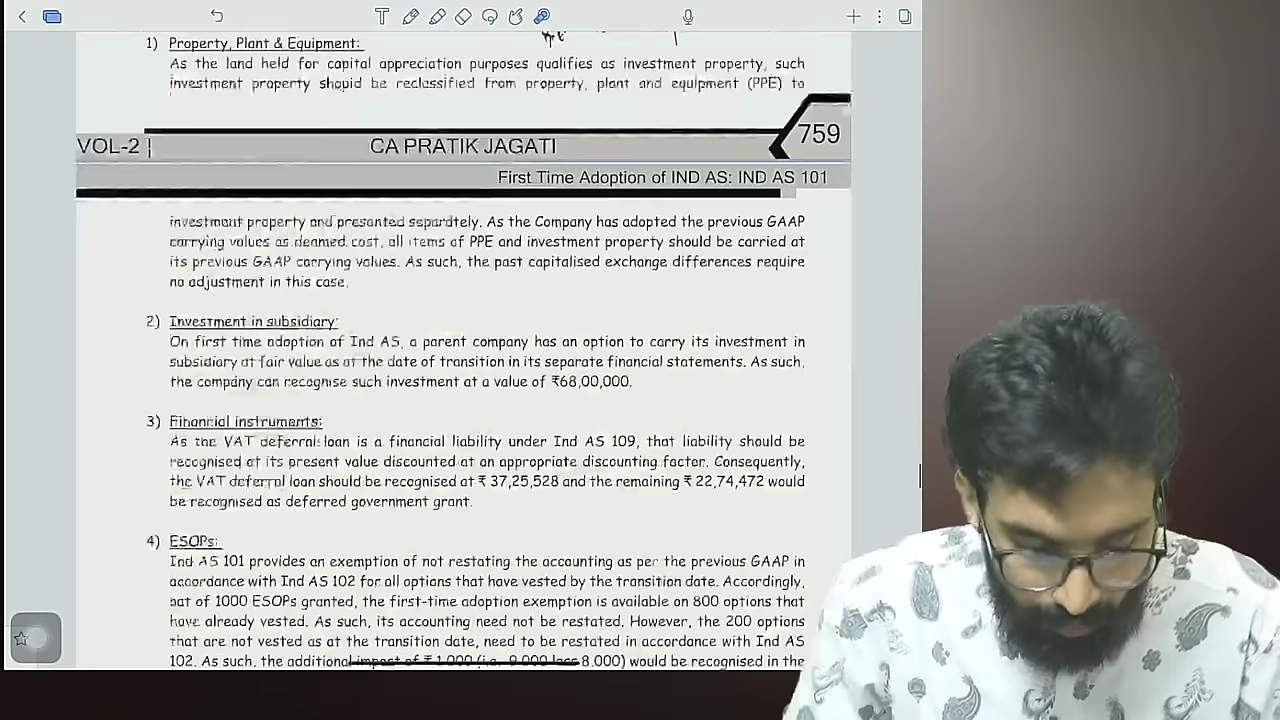 1) Property, Plant & Equipment:
As the land held for capital appreciation purposes qualifies as investment property, such
investment property should be reclassified from property, plant and equipment (PPE) to
VOL-2 | CA PRATIK JAGATI 759
First Time Adoption of IND AS: IND AS 101
investment property and presented separately. As the Company has adopted the previous GAAP
carrying values as deemed cost, all items of PPE and investment property should be carried at
its previous GAAP carrying values. As such, the past capitalised exchange differences require
no adjustment in this case.
2) Investment in subsidiary:
On first time adoption of Ind AS, a parent company has an option to carry its investment in
subsidiary at fair value as at the date of transition in its separate financial statements. As such,
the company can recognise such investment at a value of ₹68,00,000.
3) Financial instruments:
As the VAT deferral loan is a financial liability under Ind AS 109, that liability should be
recognised at its present value discounted at an appropriate discounting factor. Consequently,
the VAT deferral loan should be recognised at ₹ 37,25,528 and the remaining ₹ 22,74,472 would
be recognised as deferred government grant.
4) ESOPs:
Ind AS 101 provides an exemption of not restating the accounting as per the previous GAAP in
accordance with Ind AS 102 for all options that have vested by the transition date. Accordingly,
out of 1000 ESOPs granted, the first-time adoption exemption is available on 800 options that
have already vested. As such, its accounting need not be restated. However, the 200 options
that are not vested as at the transition date, need to be restated in accordance with Ind AS
102. As such, the additional impact of ₹ 1,000 (i.e. 9,000 less 8,000) would be recognised in the